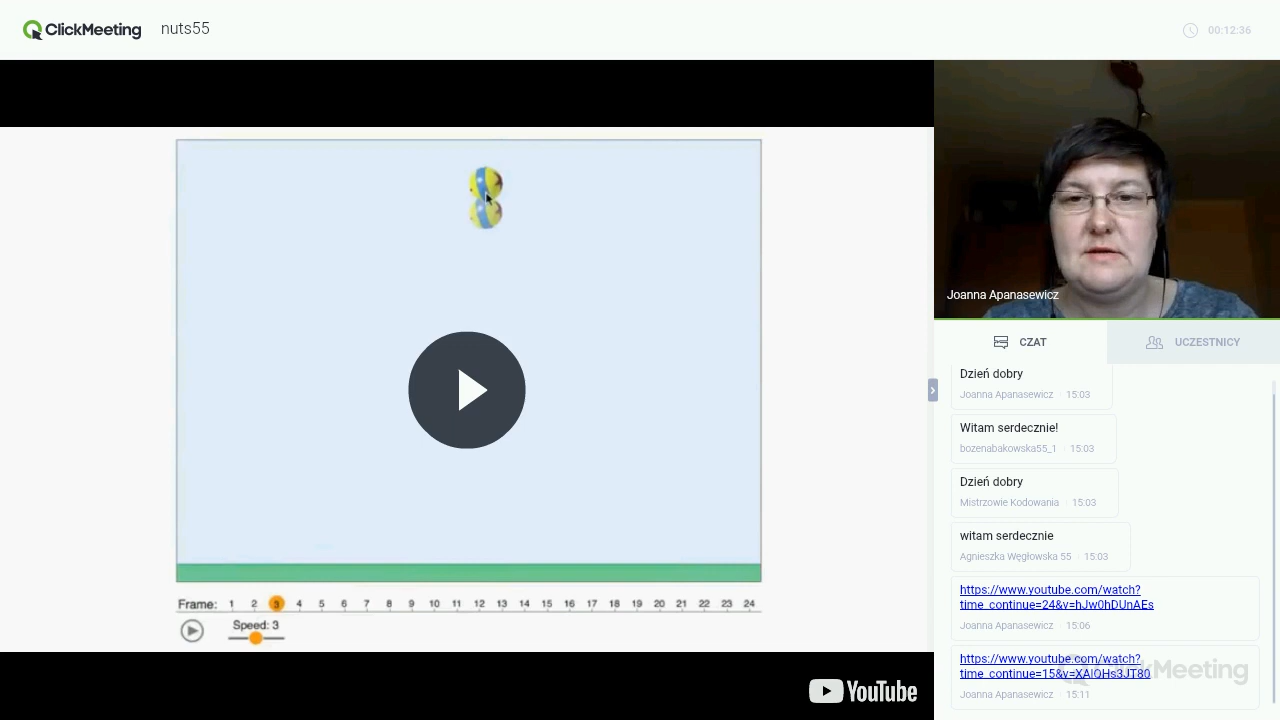 ClickMeeting
nuts55
00:12:36
Frame: 1 2 3 4 5 6 7 8 9 10 11 12 13 14 15 16 17 18 19 20 21 22 23 24
Speed: 3
YouTube
Joanna Apanasewicz
CZAT
UCZESTNICY
Dzień dobry
Joanna Apanasewicz · 15:03
Witam serdecznie!
bozenabakowska55_1 · 15:03
Dzień dobry
Mistrzowie Kodowania · 15:03
witam serdecznie
Agnieszka Węgłowska 55 · 15:03
https://www.youtube.com/watch?
time_continue=24&v=hJw0hDUnAEs
Joanna Apanasewicz · 15:06
https://www.youtube.com/watch?
time_continue=15&v=XAlQHs3JT80
Joanna Apanasewicz · 15:11
ClickMeeting